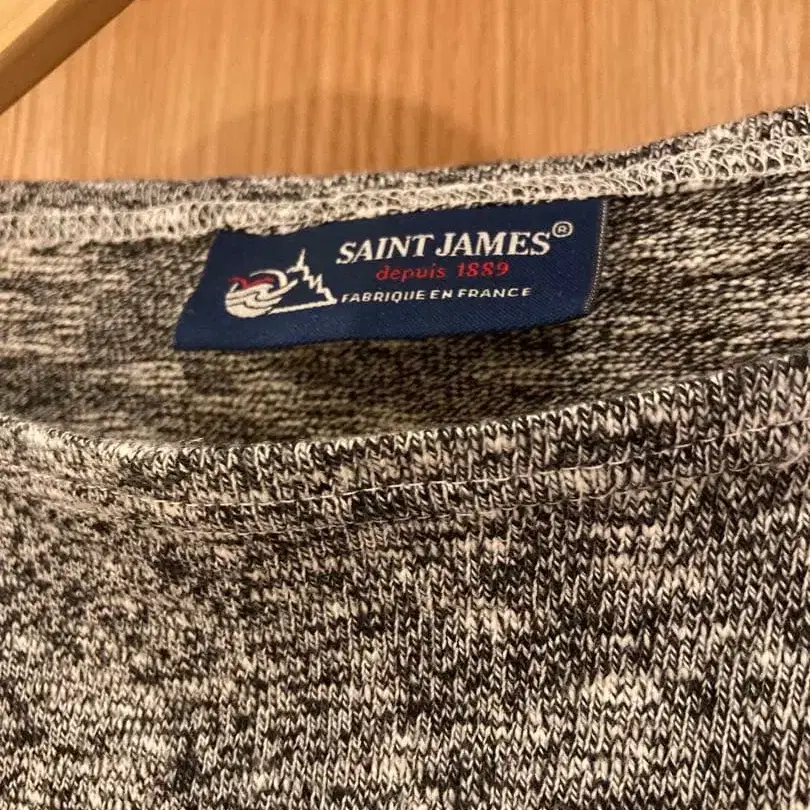 SAINT JAMES®
depuis 1889
FABRIQUE EN FRANCE